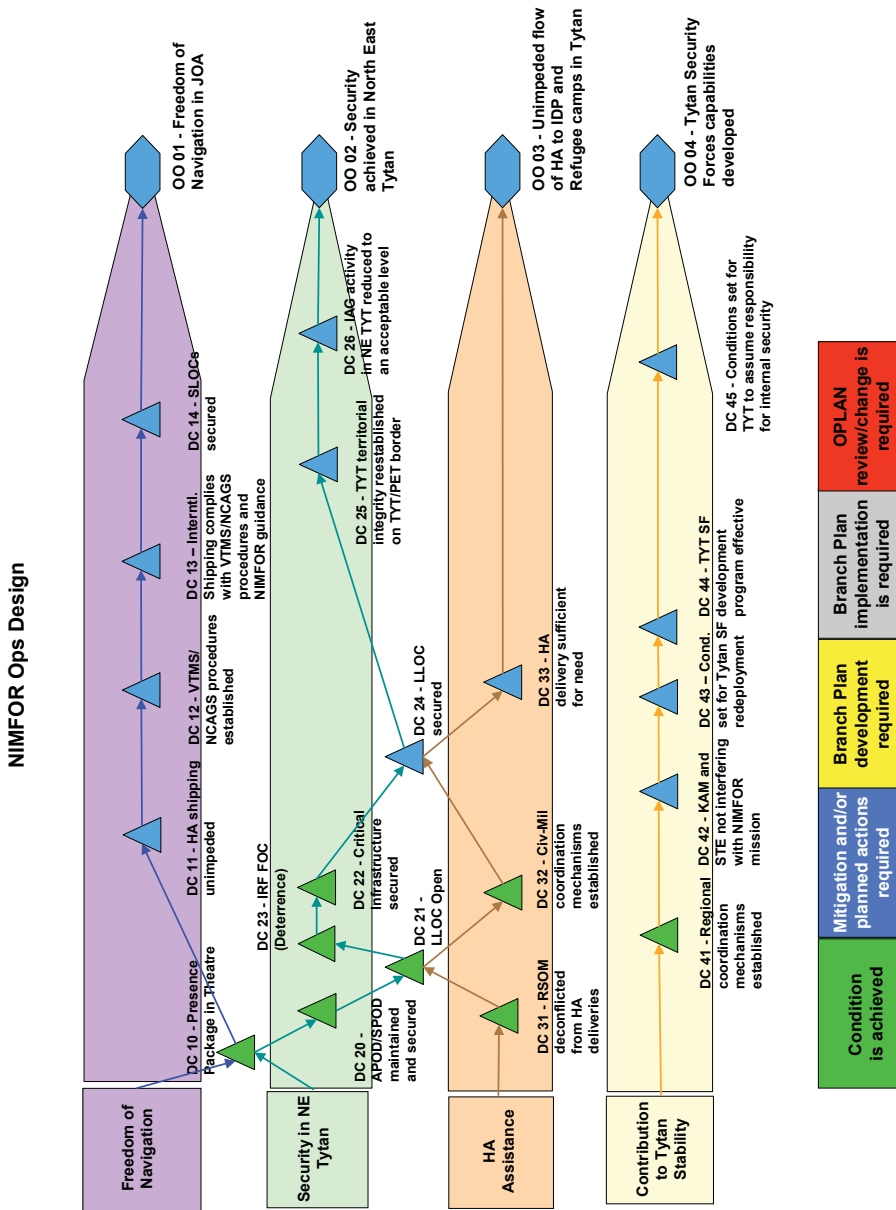 NIMFOR Ops Design
Freedom of
Navigation
DC 10 - Presence
Package in Theatre
DC 11 - HA shipping
unimpeded
DC 12 - VTMS/
NCAGS procedures
established
DC 13 – Interntl.
Shipping complies
with VTMS/NCAGS
procedures and
NIMFOR guidance
DC 14 - SLOCs
secured
OO 01 - Freedom of
Navigation in JOA
Security in NE
Tytan
DC 20 -
APOD/SPOD
maintained
and secured
DC 23 - IRF FOC
(Deterrence)
DC 21 -
LLOC Open
DC 22 - Critical
Infrastructure
secured
DC 24 - LLOC
secured
DC 25 - TYT territorial
integrity reestablished
on TYT/PET border
DC 26 - IAG activity
in NE TYT reduced to
an acceptable level
OO 02 - Security
achieved in North East
Tytan
HA
Assistance
DC 31 - RSOM
deconflicted
from HA
deliveries
DC 32 - Civ-Mil
coordination
mechanisms
established
DC 33 - HA
delivery sufficient
for need
OO 03 - Unimpeded flow
of HA to IDP and
Refugee camps in Tytan
Contribution
to Tytan
Stability
DC 41 - Regional
coordination
mechanisms
established
DC 42 - KAM and
STE not interfering
with NIMFOR
mission
DC 43 – Cond.
set for Tytan SF
redeployment
DC 44 - TYT SF
development
program effective
DC 45 - Conditions set for
TYT to assume responsibility
for internal security
OO 04 - Tytan Security
Forces capabilities
developed
Condition
is achieved
Mitigation and/or
planned actions
required
Branch Plan
development
required
Branch Plan
implementation
is required
OPLAN
review/change is
required